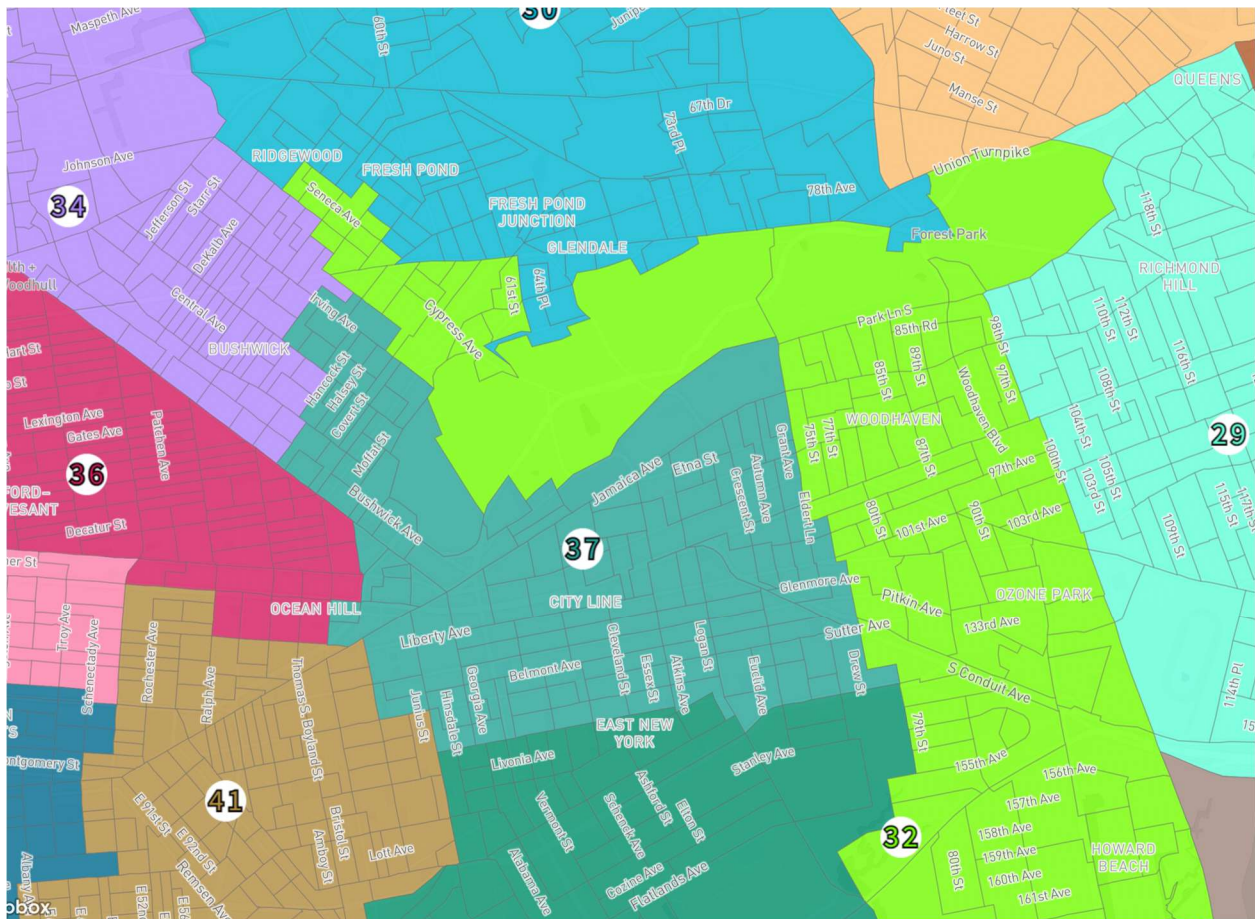 Maspeth Ave
60th St
30
Harrow St
Juno St
Manse St
QUEENS
67th Dr
73rd Pl
Johnson Ave
RIDGEWOOD
FRESH POND
Union Turnpike
34
Jefferson St
Starr St
Seneca Ave
78th Ave
118th St
FRESH POND
JUNCTION
DeKalb Ave
GLENDALE
Forest Park
RICHMOND
HILL
Central Ave
Irving Ave
61st St
64th Pl
Cypress Ave
Park Ln S
85th Rd
98th St
110th St
112th St
116th St
BUSHWICK
Hancock St
Halsey St
Covert St
85th St
89th St
Woodhaven Blvd
97th St
108th St
Lexington Ave
Gates Ave
Patchen Ave
WOODHAVEN
75th St
77th St
87th St
104th St
29
36
Moffat St
Jamaica Ave
Etna St
Grant Ave
Autumn Ave
Crescent St
97th Ave
100th St
105th St
103rd St
115th St
117th St
Decatur St
Bushwick Ave
Eldert Ln
80th St
101st Ave
90th St
103rd Ave
109th St
37
Glenmore Ave
OCEAN HILL
CITY LINE
Pitkin Ave
OZONE PARK
Troy Ave
Schenectady Ave
Rochester Ave
Liberty Ave
Sutter Ave
133rd Ave
Ralph Ave
Thomas S. Boyland St
Belmont Ave
Cleveland St
Essex St
Atkins Ave
Logan St
Euclid Ave
Drew St
S Conduit Ave
114th Pl
Junius St
Hinsdale St
Georgia Ave
EAST NEW
YORK
79th St
Livonia Ave
Stanley Ave
155th Ave
156th Ave
41
E 91st St
E 92nd St
Bristol St
Amboy St
Lott Ave
Vermont St
Schenck Ave
Ashford St
Elton St
157th Ave
158th Ave
159th Ave
160th Ave
161st Ave
32
80th St
HOWARD
BEACH
Remsen Ave
Alabama Ave
Cozine Ave
Flatlands Ave